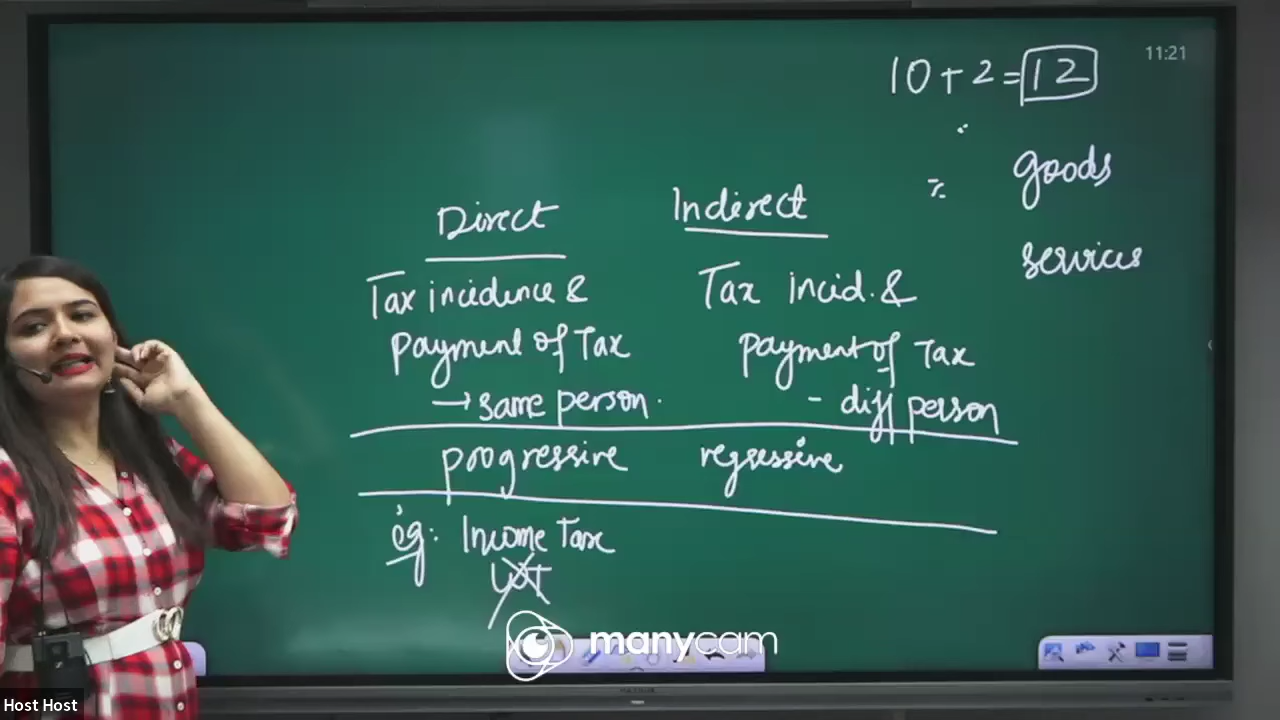 10 + 2 = 12
11:21
goods
services
Direct
Indirect
Tax incidence &
payment of Tax
→ same person.
Tax incid. &
payment of Tax
- diff person
progressive
regressive
eg: Income Tax
manycam
Host Host